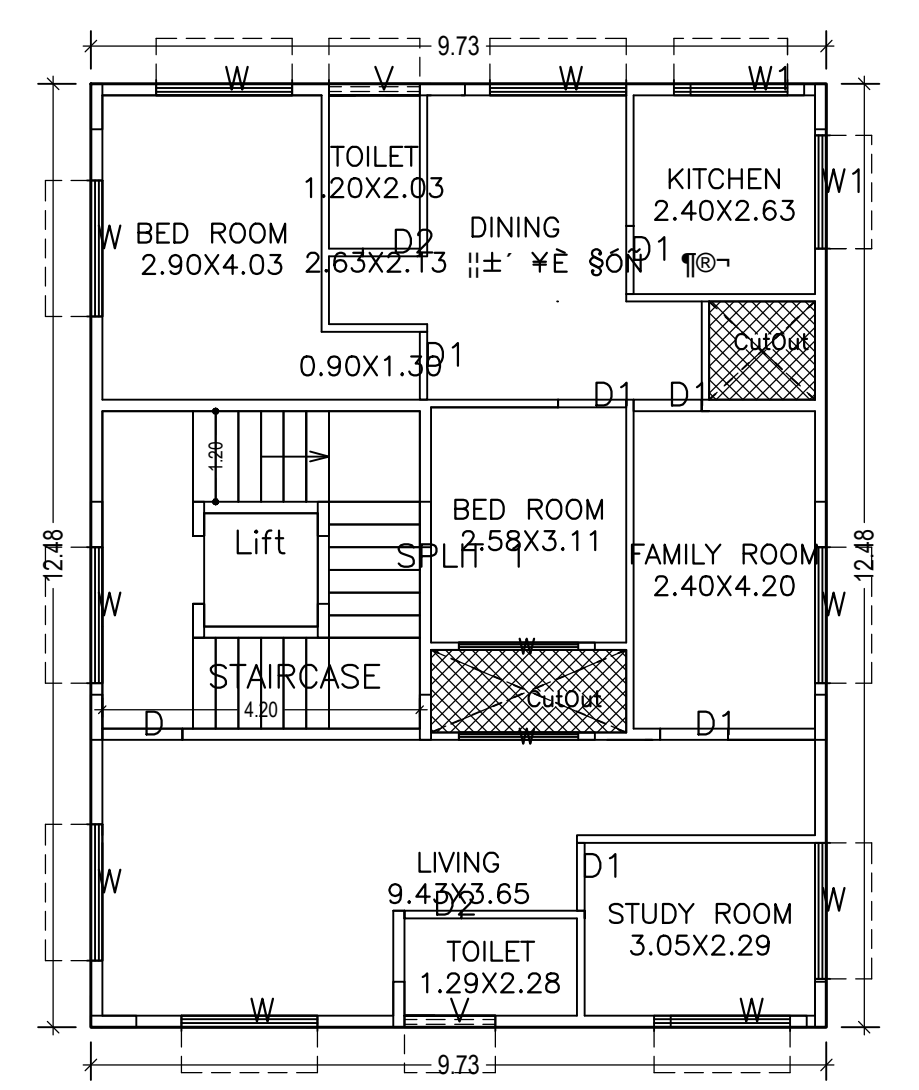 9.73
W
V
W
W1
TOILET
1.20X2.03
KITCHEN
2.40X2.63
W1
W
BED ROOM
2.90X4.03
DINING
D2
D1
2.63X2.13
¦¦±´ ¥È §ÓÑ ¶®¬
CutOut
0.90X1.30
D1
D1
D1
1.20
Lift
BED ROOM
2.58X3.11
SPLIT 1
FAMILY ROOM
2.40X4.20
12.48
12.48
W
W
W
STAIRCASE
4.20
CutOut
D
W
D1
LIVING
9.43X3.65
D1
W
W
D2
STUDY ROOM
3.05X2.29
TOILET
1.29X2.28
W
V
W
9.73